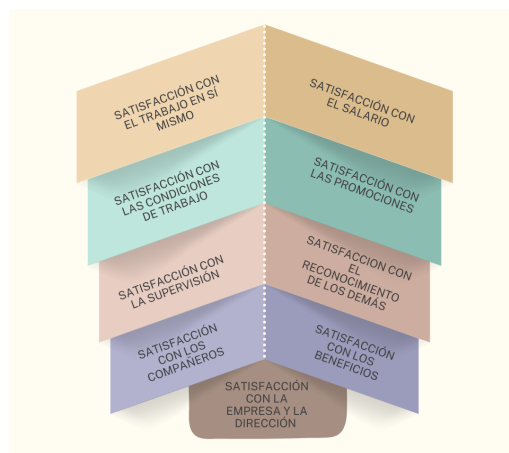 SATISFACCIÓN CON
EL TRABAJO EN SÍ
MISMO
SATISFACCIÓN CON
EL SALARIO
SATISFACCIÓN CON
LAS CONDICIONES
DE TRABAJO
SATISFACCIÓN CON
LAS PROMOCIONES
SATISFACCIÓN CON
LA SUPERVISIÓN
SATISFACCION CON
EL
RECONOCIMIENTO
DE LOS DEMÁS
SATISFACCIÓN
CON LOS
COMPAÑEROS
SATISFACCIÓN
CON LOS
BENEFICIOS
SATISFACCIÓN
CON LA
EMPRESA Y LA
DIRECCIÓN